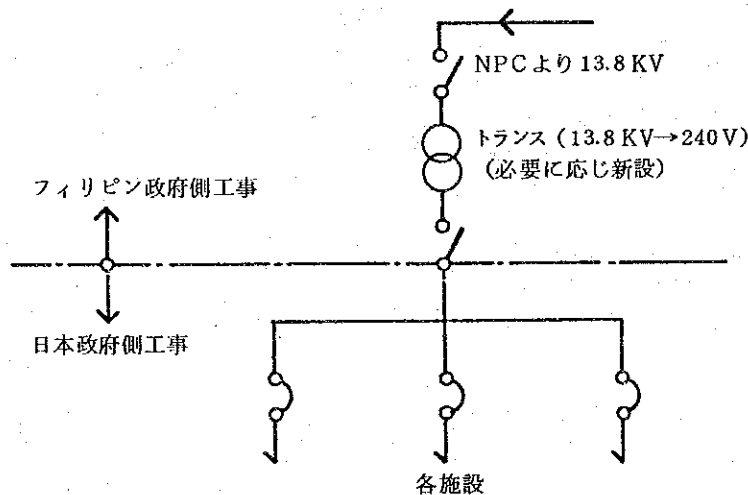 NPCより13.8KV
トランス(13.8KV→240V)
(必要に応じ新設)
フィリピン政府側工事
日本政府側工事
各施設